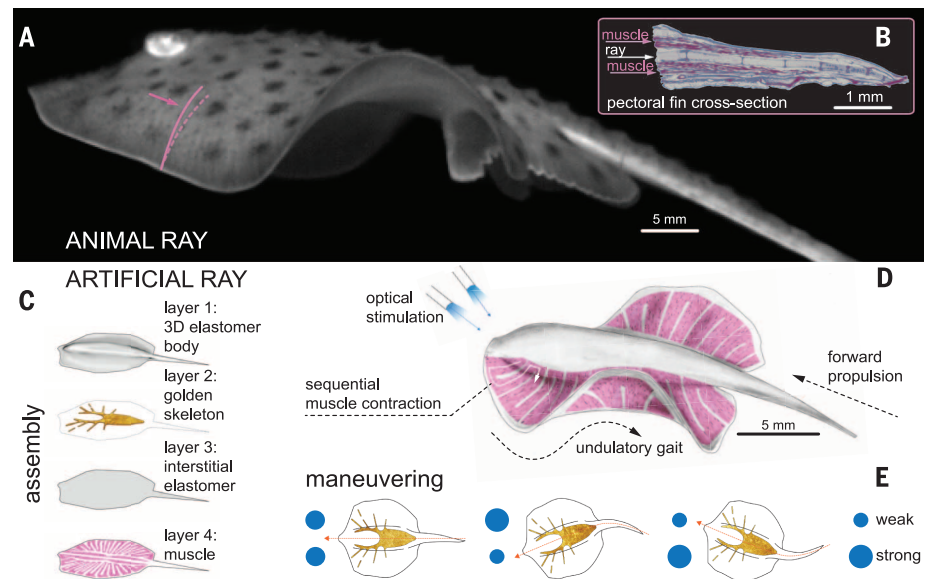 A
muscle
ray
muscle
B
pectoral fin cross-section
1 mm
5 mm
ANIMAL RAY
ARTIFICIAL RAY
C
layer 1:
3D elastomer
body
layer 2:
golden
skeleton
layer 3:
interstitial
elastomer
layer 4:
muscle
assembly
D
optical
stimulation
sequential
muscle contraction
forward
propulsion
undulatory gait
5 mm
maneuvering
E
weak
strong